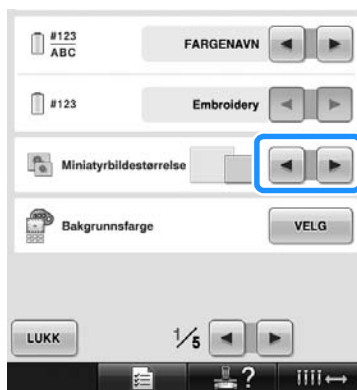 #123
ABC
FARGENAVN
#123
Embroidery
Miniatyrbildestørrelse
Bakgrunnsfarge
VELG
LUKK
1/5
?